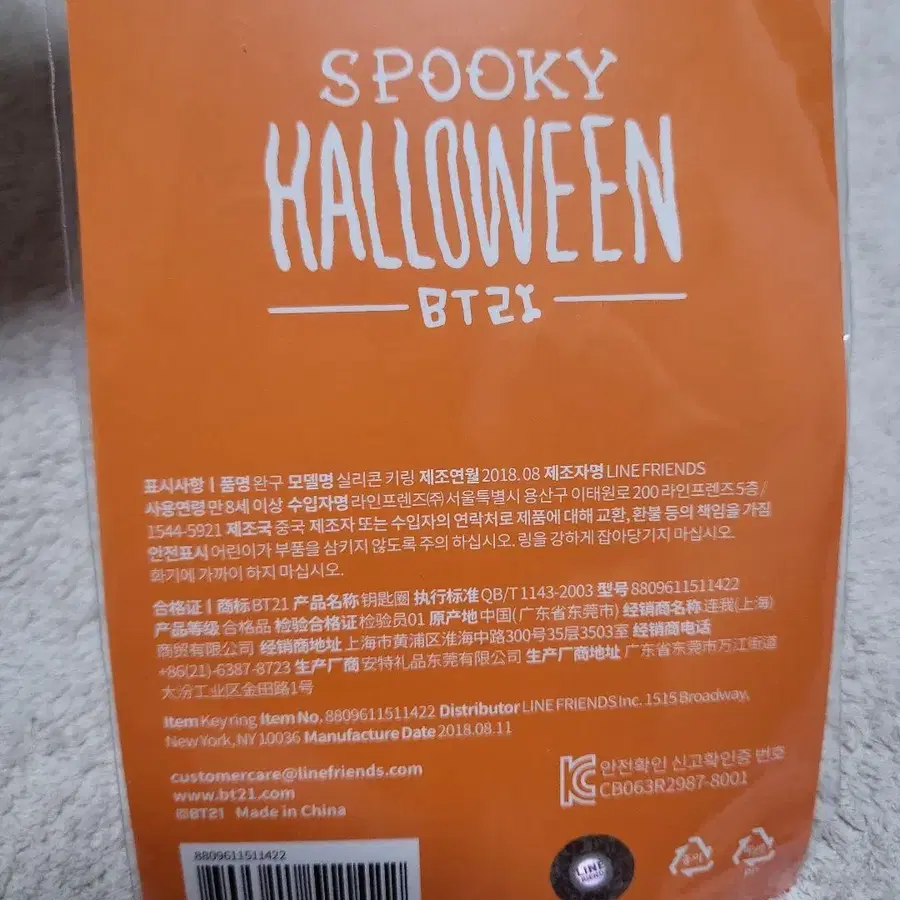 SPOOKY
HALLOWEEN
BT21
표시사항 | 품명 완구 모델명 실리콘 키링 제조연월 2018. 08 제조자명 LINE FRIENDS
사용연령 만 8세 이상 수입자명 라인프렌즈(주) 서울특별시 용산구 이태원로 200 라인프렌즈 5층 /
1544-5921 제조국 중국 제조자 또는 수입자의 연락처로 제품에 대해 교환, 환불 등의 책임을 가짐
안전표시 어린이가 부품을 삼키지 않도록 주의 하십시오. 링을 강하게 잡아당기지 마십시오.
화기에 가까이 하지 마십시오.
合格证 | 商标 BT21 产品名称 钥匙圈 执行标准 QB/T 1143-2003 型号 8809611511422
产品等级 合格品 检验合格证 检验员01 原产地 中国(广东省东莞市) 经销商名称 连我(上海)
商贸有限公司 经销商地址 上海市黄浦区淮海中路300号35层3503室 经销商电话
+86(21)-6387-8723 生产厂商 安特礼品东莞有限公司 生产厂商地址 广东省东莞市万江街道
大汾工业区金田路1号
Item Key ring Item No. 8809611511422 Distributor LINE FRIENDS Inc. 1515 Broadway,
New York, NY 10036 Manufacture Date 2018.08.11
customercare@linefriends.com
www.bt21.com
©BT21 Made in China
안전확인 신고확인증 번호
CB063R2987-8001
8809611511422
LINE
FRIENDS
종이